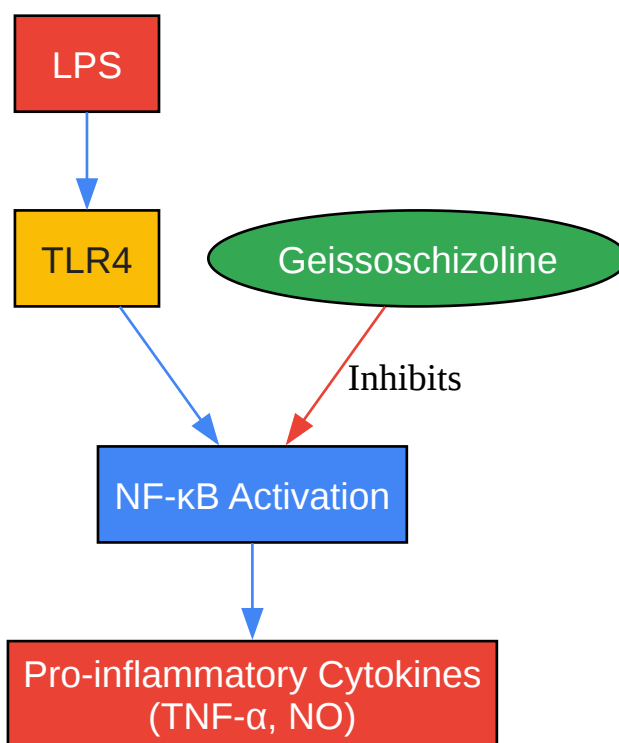 LPS
TLR4
Geissoschizoline
Inhibits
NF-κB Activation
Pro-inflammatory Cytokines
(TNF-α, NO)